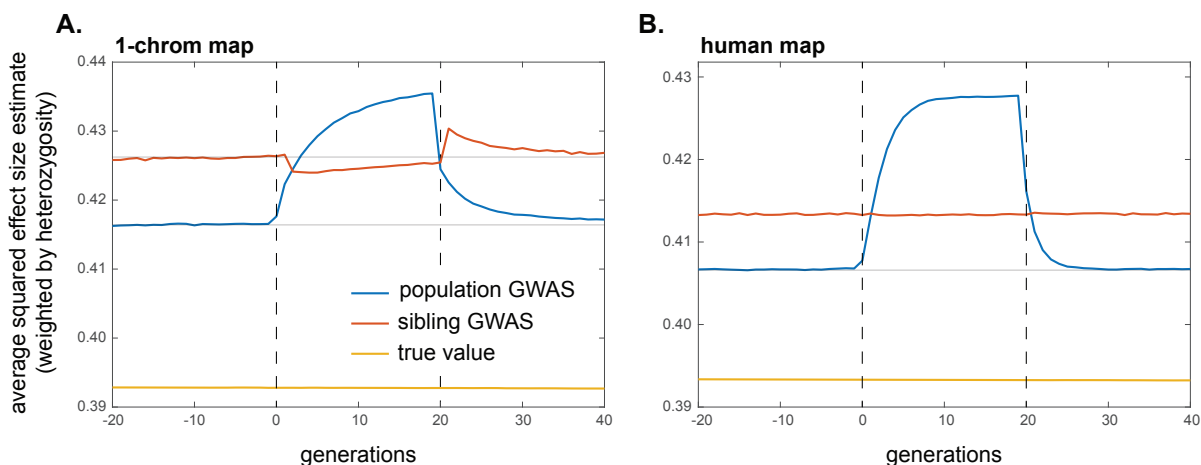 A.
1-chrom map
average squared effect size estimate
(weighted by heterozygosity)
0.44
0.43
0.42
0.41
0.40
0.39
-20
-10
0
10
20
30
40
generations
population GWAS
sibling GWAS
true value
B.
human map
0.43
0.42
0.41
0.40
0.39
-20
-10
0
10
20
30
40
generations